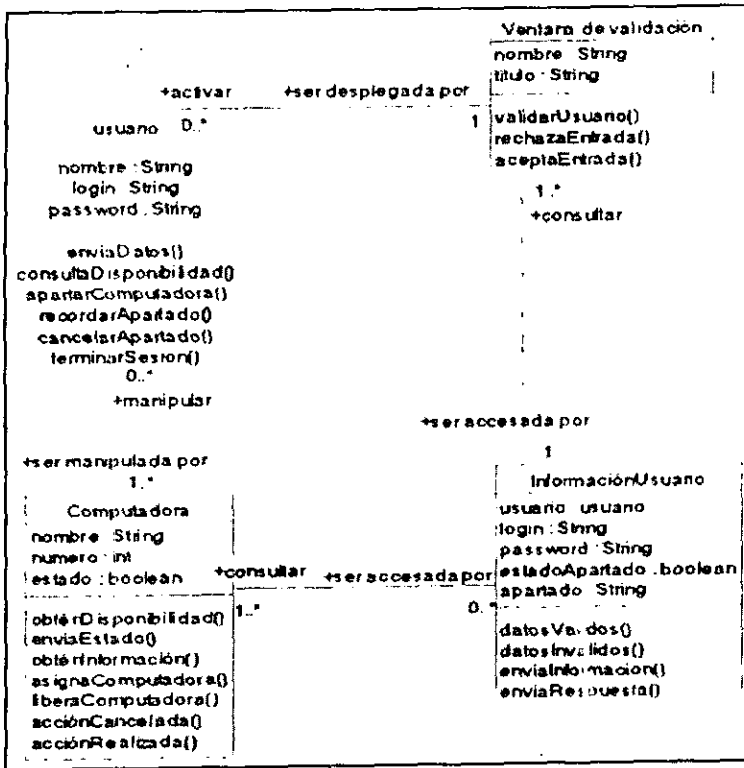 Ventana de validación
nombre String
titulo : String
validarUsuario()
rechazaEntrada()
aceptaEntrada()
+activar
+ser desplegada por
0..*
1
usuario
nombre : String
login String
password : String
enviaDatos()
consultaDisponibilidad()
apartarComputadora()
recordarApartado()
cancelarApartado()
terminarSesion()
0..*
+manipular
1..*
+consultar
+ser accesada por
1
+ser manipulada por
1..*
Computadora
nombre String
numero : int
estado : boolean
obténDisponibilidad()
enviaEstado()
obténInformación()
asignaComputadora()
liberaComputadora()
acciónCancelada()
acciónRealizada()
+consultar
+ser accesada por
1..*
0..*
InformaciónUsuario
usuario usuario
login : String
password : String
estadoApartado : boolean
apartado String
datosValidos()
datosInvalidos()
enviaInformacion()
enviaRespuesta()